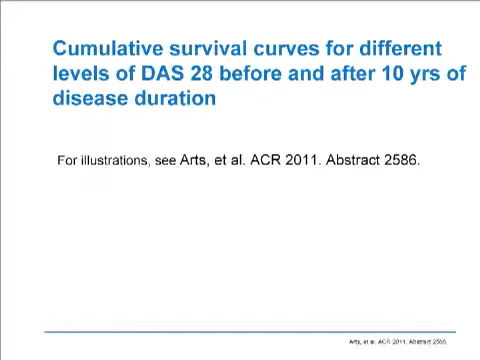 Cumulative survival curves for different
levels of DAS 28 before and after 10 yrs of
disease duration
For illustrations, see Arts, et al. ACR 2011. Abstract 2586.
Arts, et al. ACR 2011. Abstract 2586.